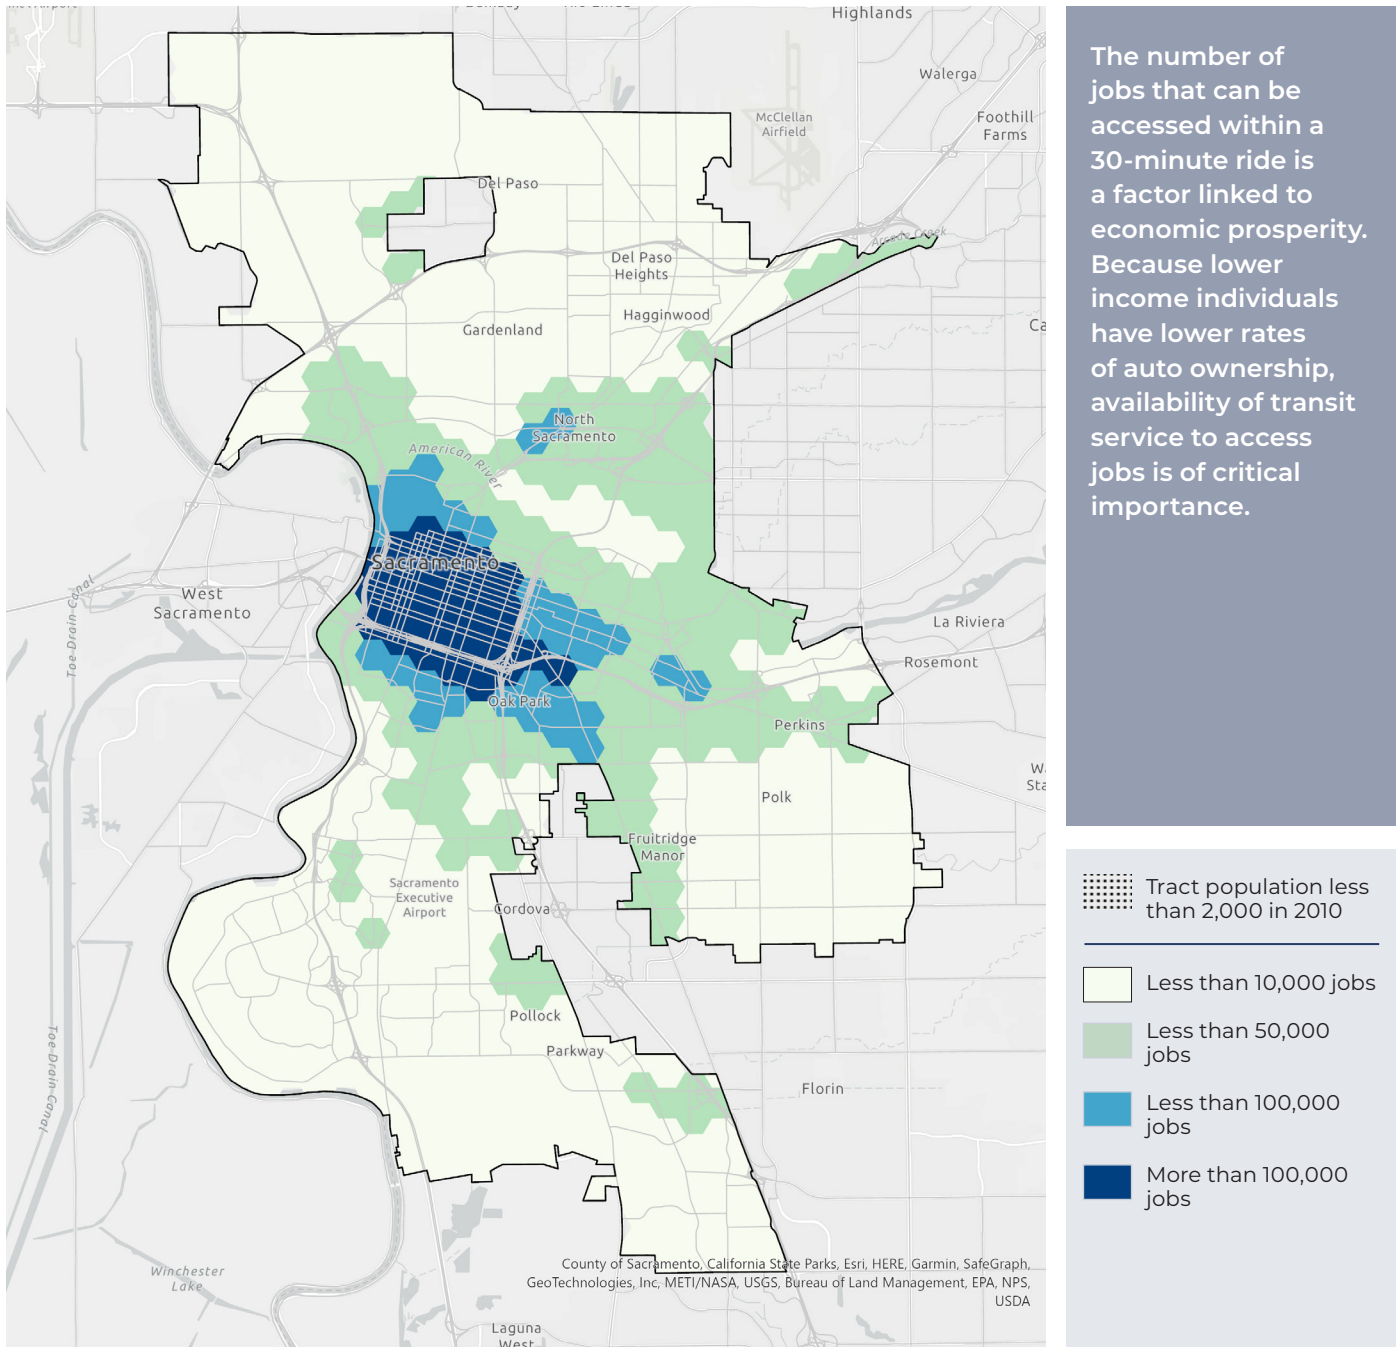 Highlands
Walerga
McClellan
Airfield
Foothill
Farms
Del Paso
Arcade Creek
Del Paso
Heights
Hagginwood
Gardenland
Ca
North
Sacramento
American River
Sacramento
West
Sacramento
Toe Drain Canal
La Riviera
Rosemont
Oak Park
Perkins
Polk
Fruitridge
Manor
Sacramento
Executive
Airport
Cordova
Pollock
Parkway
Florin
Toe Drain Canal
Winchester
Lake
Laguna
West
County of Sacramento, California State Parks, Esri, HERE, Garmin, SafeGraph,
GeoTechnologies, Inc, METI/NASA, USGS, Bureau of Land Management, EPA, NPS,
USDA
The number of
jobs that can be
accessed within a
30-minute ride is
a factor linked to
economic prosperity.
Because lower
income individuals
have lower rates
of auto ownership,
availability of transit
service to access
jobs is of critical
importance.
Tract population less
than 2,000 in 2010
Less than 10,000 jobs
Less than 50,000
jobs
Less than 100,000
jobs
More than 100,000
jobs